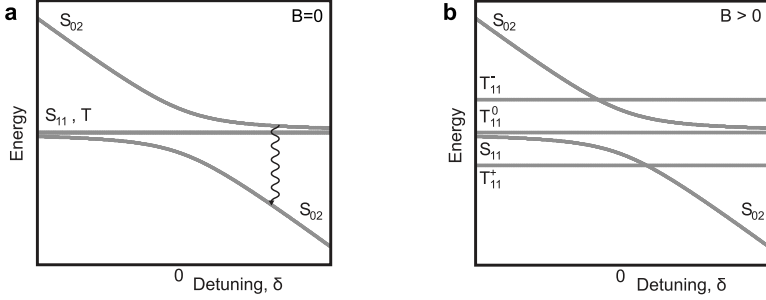 a
S₀₂
B=0
S₁₁ , T
S₀₂
Energy
0
Detuning, δ
b
B > 0
S₀₂
T₁₁⁻
T₁₁⁰
S₁₁
T₁₁⁺
S₀₂
Energy
0
Detuning, δ